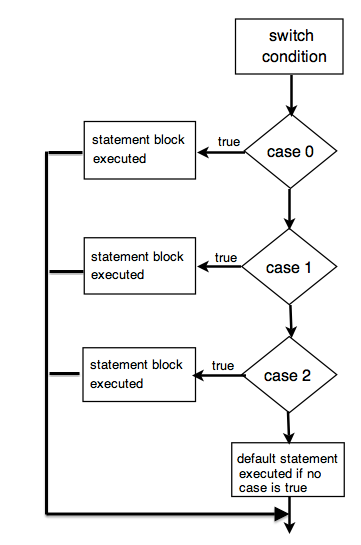 switch
condition
case 0
true
statement block
executed
case 1
true
statement block
executed
case 2
true
statement block
executed
default statement
executed if no
case is true